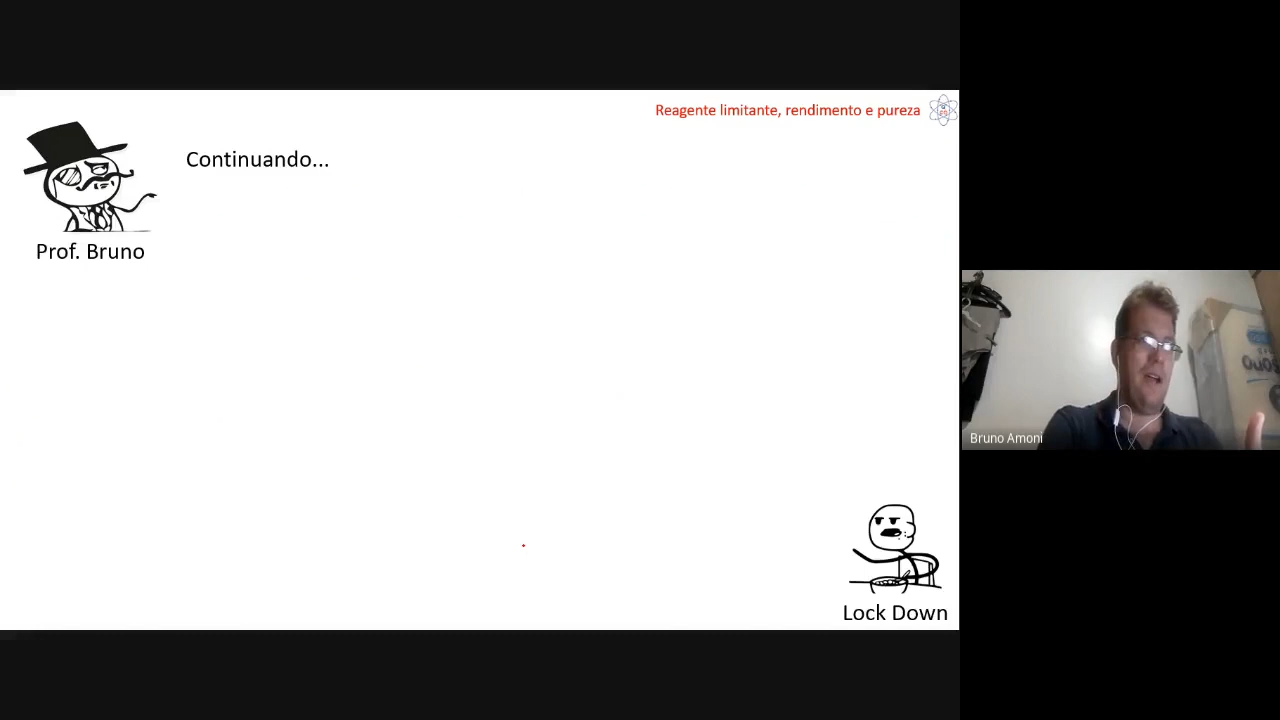 Reagente limitante, rendimento e pureza
Continuando...
Prof. Bruno
Bruno Amoni
Lock Down